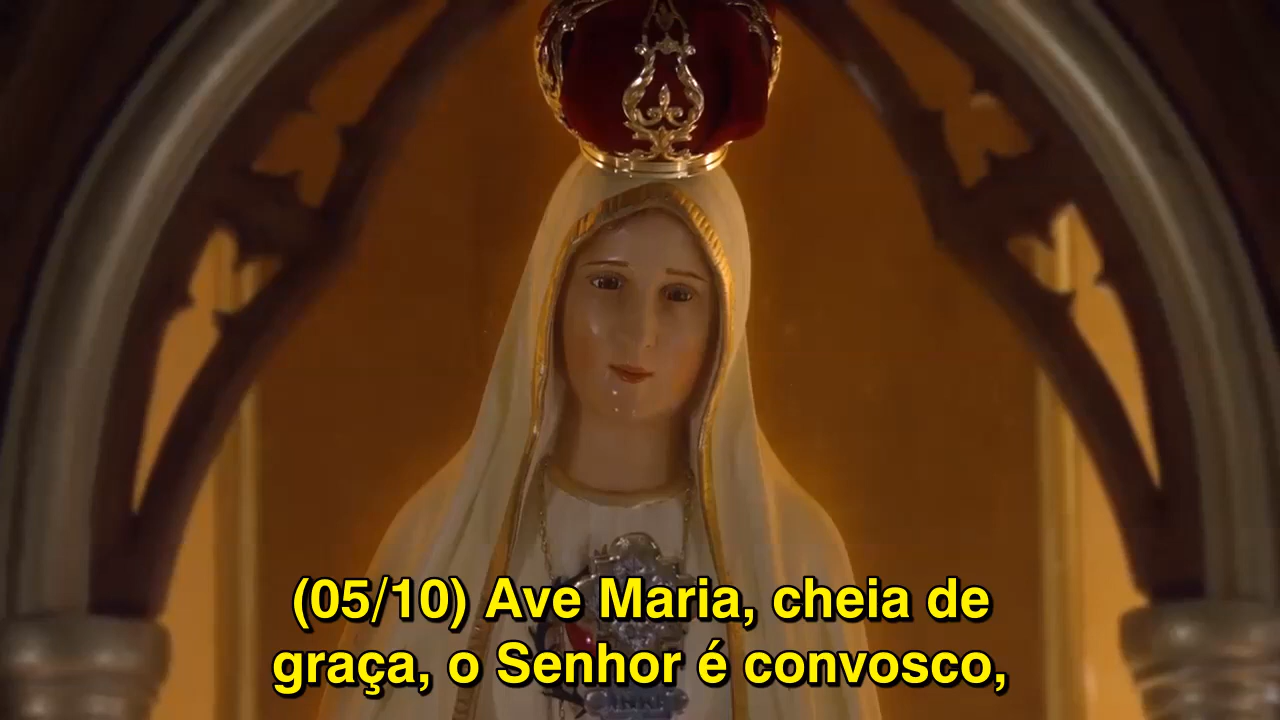 (05/10) Ave Maria, cheia de
graça, o Senhor é convosco,